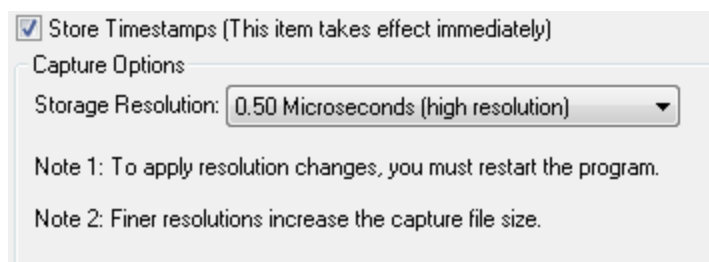 Store Timestamps (This item takes effect immediately)
Capture Options
Storage Resolution: 0.50 Microseconds (high resolution)
Note 1: To apply resolution changes, you must restart the program.
Note 2: Finer resolutions increase the capture file size.